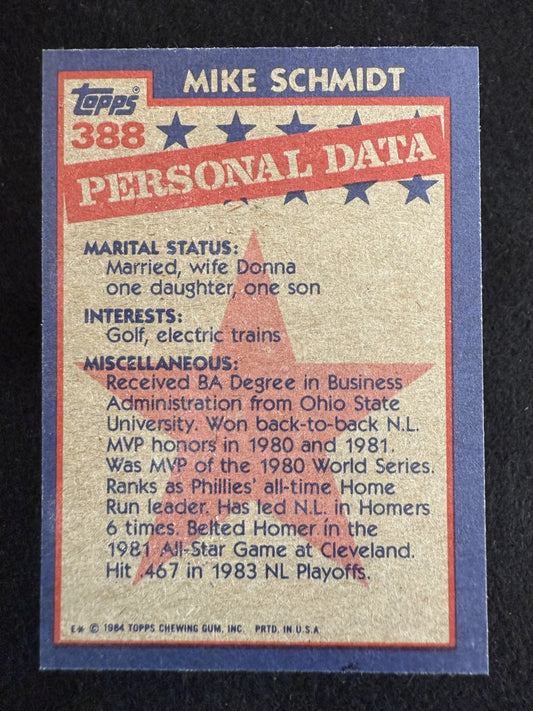 MIKE SCHMIDT
Topps®
388
PERSONAL DATA
MARITAL STATUS:
Married, wife Donna
one daughter, one son
INTERESTS:
Golf, electric trains
MISCELLANEOUS:
Received BA Degree in Business
Administration from Ohio State
University. Won back-to-back N.L.
MVP honors in 1980 and 1981.
Was MVP of the 1980 World Series.
Ranks as Phillies' all-time Home
Run leader. Has led N.L. in Homers
6 times. Belted Homer in the
1981 All-Star Game at Cleveland.
Hit .467 in 1983 NL Playoffs.
E* © 1984 TOPPS CHEWING GUM, INC. PRTD. IN U.S.A.